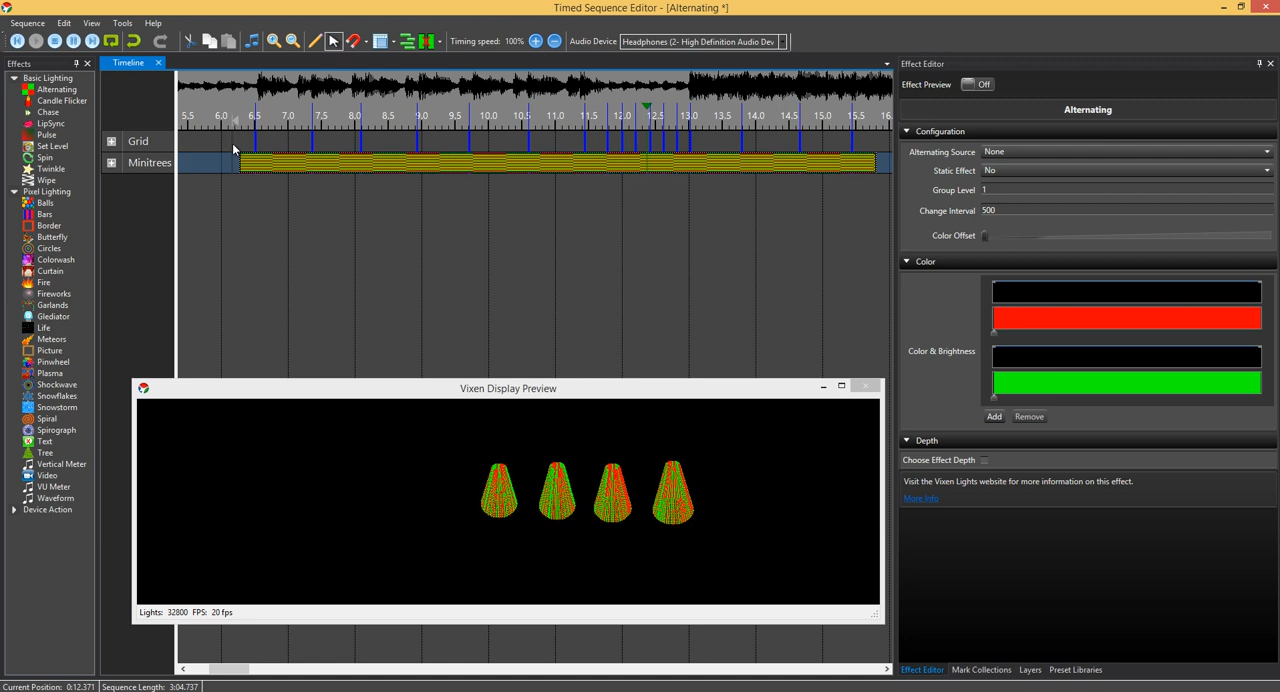 Timed Sequence Editor - [Alternating *]
Sequence Edit View Tools Help
Timing speed: 100% Audio Device Headphones (2- High Definition Audio Dev
Effects
Basic Lighting
Alternating
Candle Flicker
Chase
LipSync
Pulse
Set Level
Spin
Twinkle
Wipe
Pixel Lighting
Balls
Bars
Border
Butterfly
Circles
Colorwash
Curtain
Fire
Fireworks
Garlands
Glediator
Life
Meteors
Picture
Pinwheel
Plasma
Shockwave
Snowflakes
Snowstorm
Spiral
Spirograph
Text
Tree
Vertical Meter
Video
VU Meter
Waveform
Device Action
Timeline
5.5 6.0 6.5 7.0 7.5 8.0 8.5 9.0 9.5 10.0 10.5 11.0 11.5 12.0 12.5 13.0 13.5 14.0 14.5 15.0 15.5 16.
Grid
Minitrees
Vixen Display Preview
Lights: 32800 FPS: 20 fps
Effect Editor
Effect Preview Off
Alternating
Configuration
Alternating Source None
Static Effect No
Group Level 1
Change Interval 500
Color Offset
Color
Color & Brightness
Add Remove
Depth
Choose Effect Depth
Visit the Vixen Lights website for more information on this effect.
More Info
Effect Editor Mark Collections Layers Preset Libraries
Current Position: 0:12.371 Sequence Length: 3:04.737